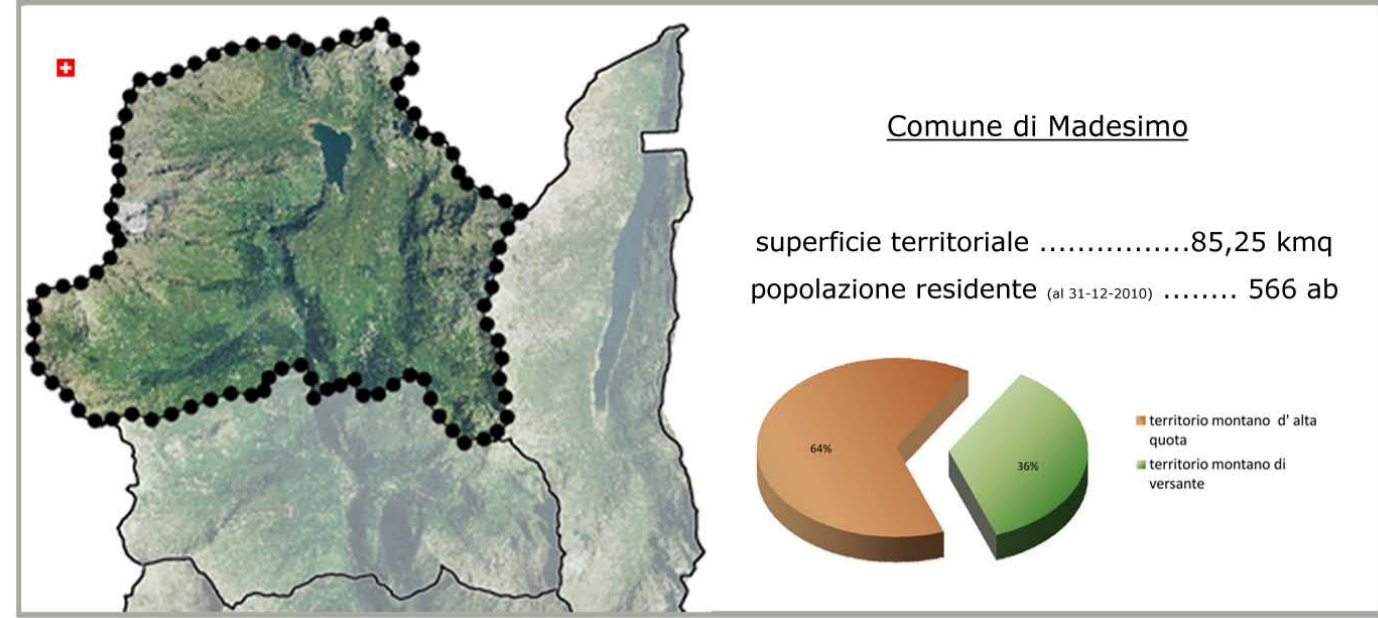 Comune di Madesimo
superficie territoriale ................85,25 kmq
popolazione residente (al 31-12-2010) ........ 566 ab
64%
36%
territorio montano d' alta
quota
territorio montano di
versante